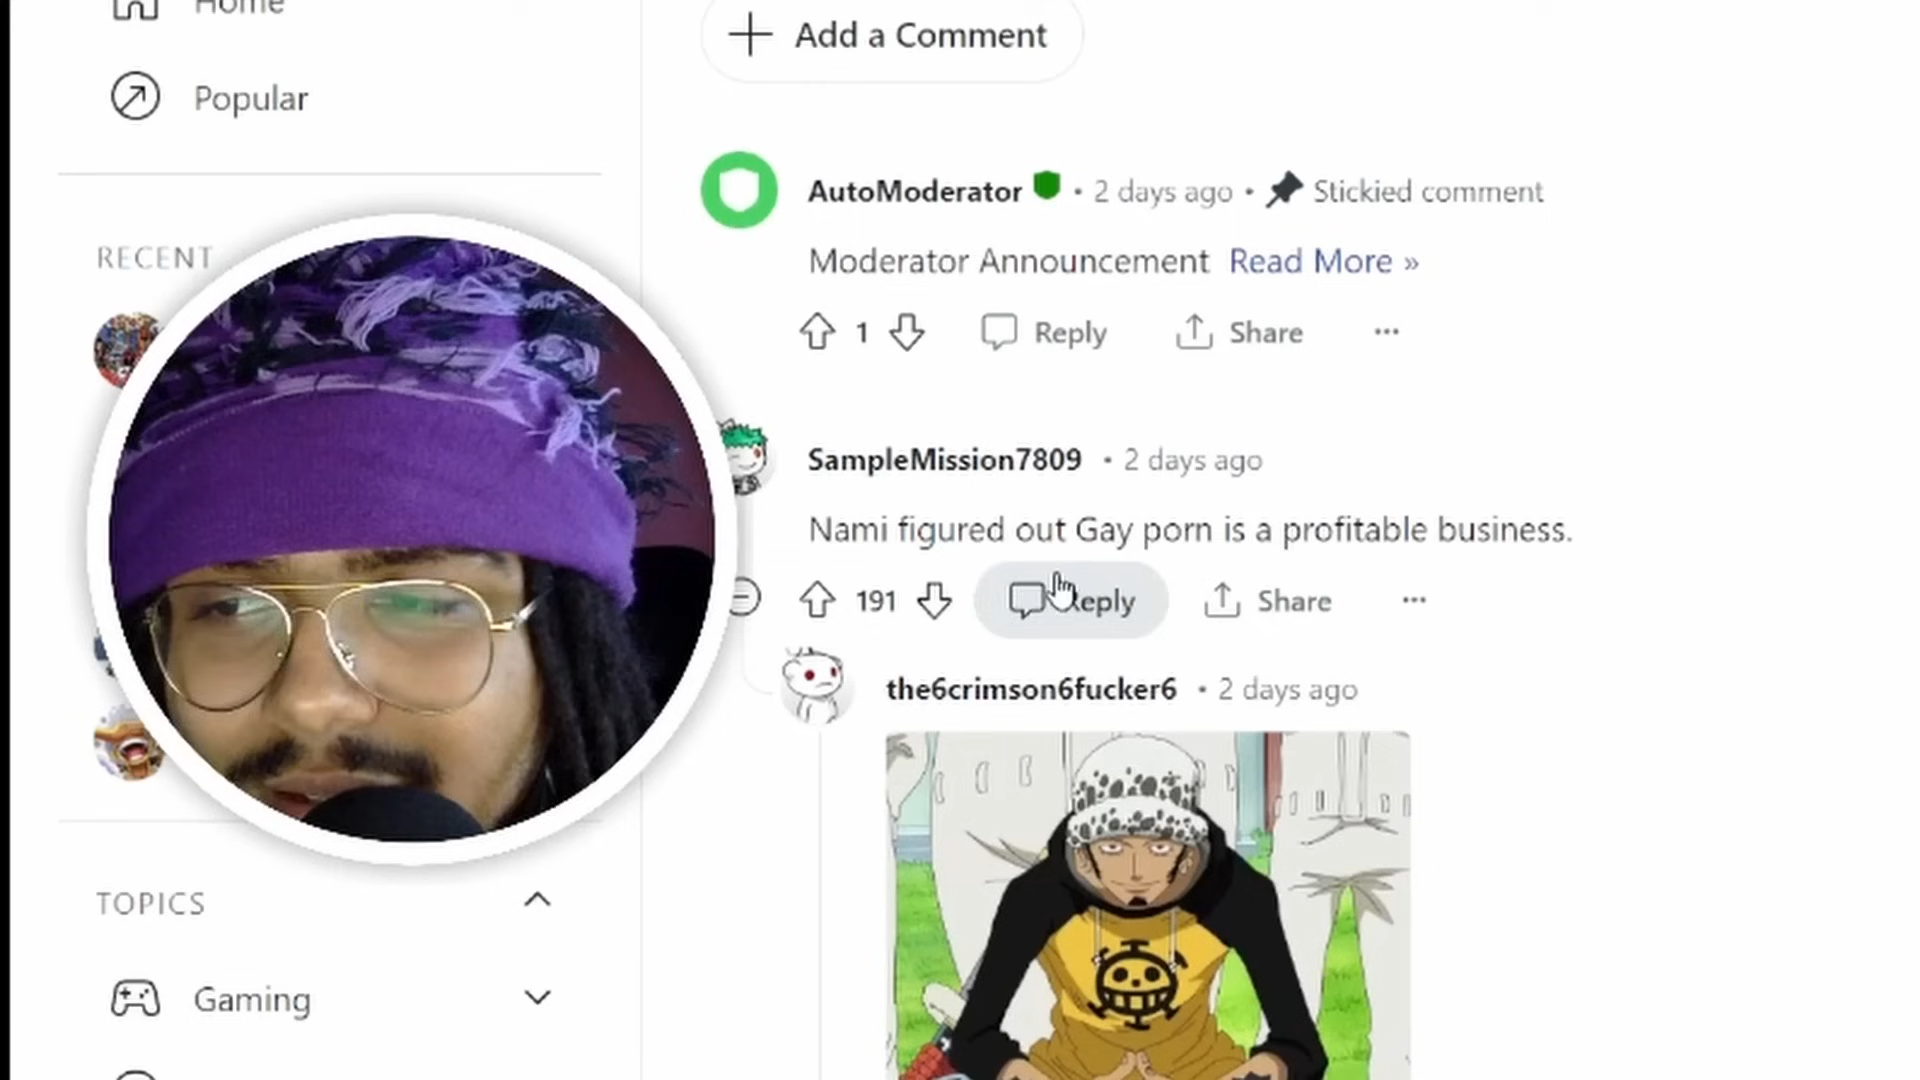 Home
Popular
RECENT
TOPICS
Gaming
Add a Comment
AutoModerator • 2 days ago • Stickied comment
Moderator Announcement Read More »
1 Reply Share ...
SampleMission7809 • 2 days ago
Nami figured out Gay porn is a profitable business.
191 Reply Share ...
the6crimson6fucker6 • 2 days ago